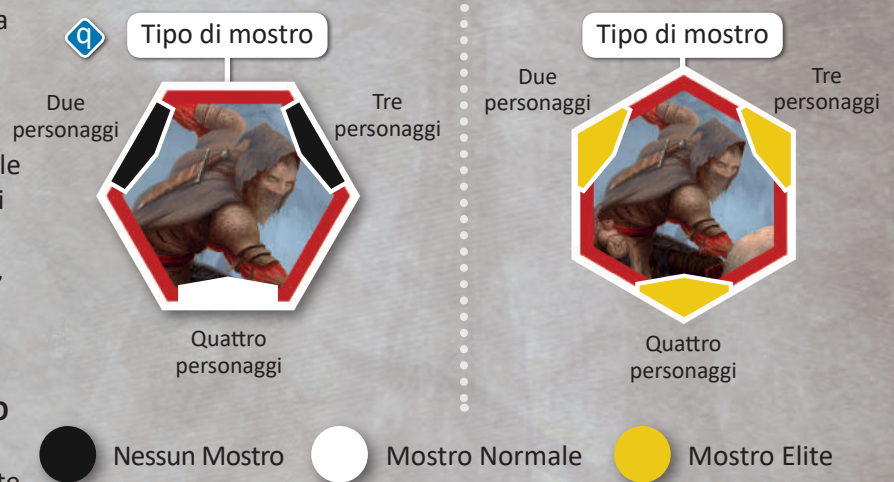 a
q
Tipo di mostro
Tipo di mostro
Due
personaggi
Tre
personaggi
Due
personaggi
Tre
personaggi
le
i
Quattro
personaggi
Quattro
personaggi
Nessun Mostro
Mostro Normale
Mostro Elite